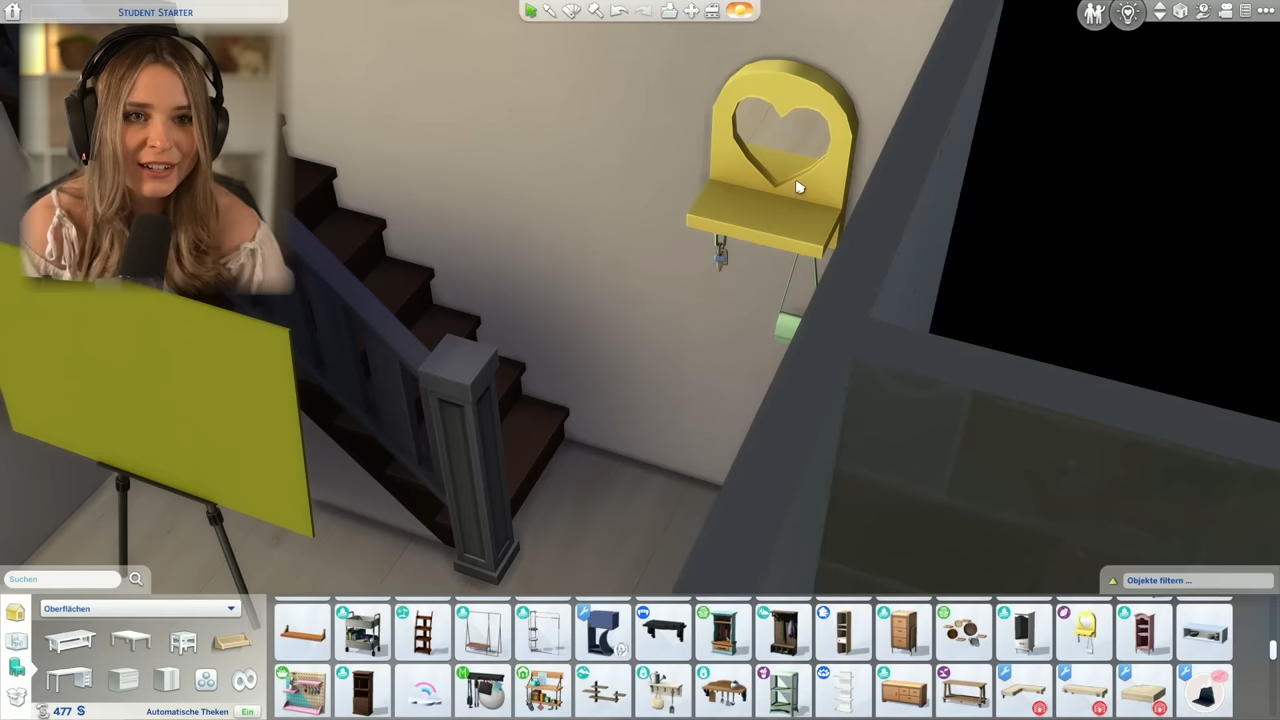 STUDENT STARTER
Suchen
Objekte filtern ...
Oberflächen
477 S
Automatische Theken
Ein